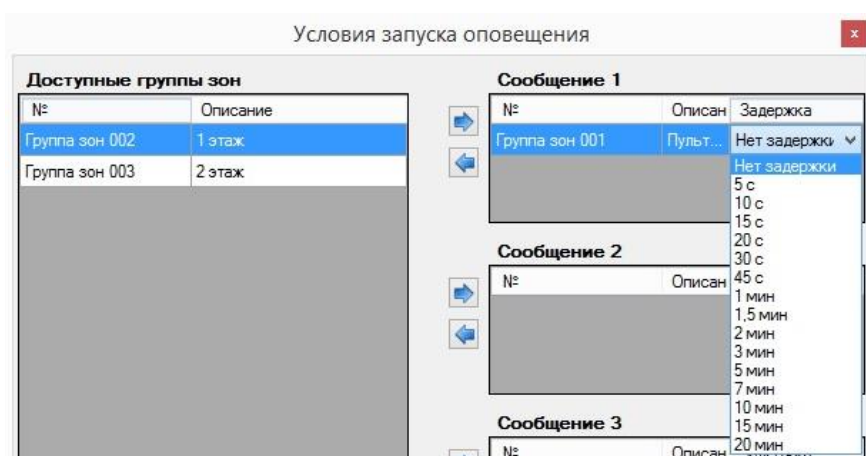 Условия запуска оповещения
x
Доступные группы зон
№ Описание
Группа зон 002 1 этаж
Группа зон 003 2 этаж
Сообщение 1
№ Описан Задержка
Группа зон 001 Пульт... Нет задержки
Нет задержки
5 с
10 с
15 с
20 с
30 с
45 с
1 мин
1,5 мин
2 мин
3 мин
5 мин
7 мин
10 мин
15 мин
20 мин
Сообщение 2
№ Описан
Сообщение 3
№ Описан